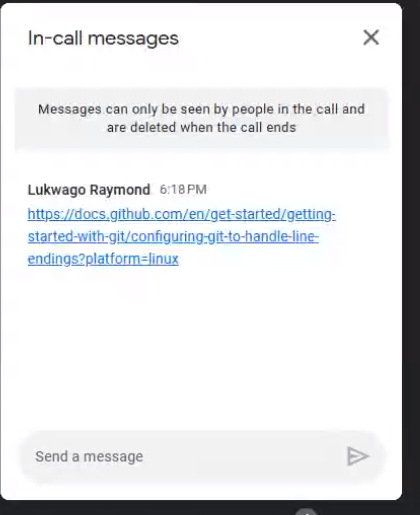 In-call messages
Messages can only be seen by people in the call and
are deleted when the call ends
Lukwago Raymond 6:18 PM
https://docs.github.com/en/get-started/getting-
started-with-git/configuring-git-to-handle-line-
endings?platform=linux
Send a message